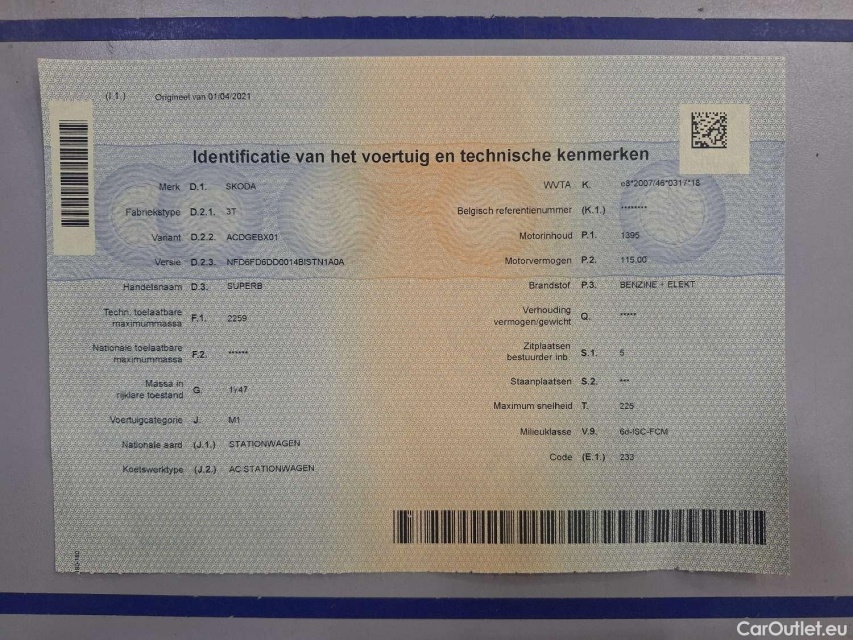 (I.1.) Origineel van 01/04/2021
Identificatie van het voertuig en technische kenmerken
Merk D.1. SKODA
Fabriekstype D.2.1. 3T
Variant D.2.2. ACDGEBX01
Versie D.2.3. NFD6FD6DD0014BISTN1A0A
Handelsnaam D.3. SUPERB
Techn. toelaatbare
maximummassa F.1. 2259
Nationale toelaatbare
maximummassa F.2. ******
Massa in
rijklare toestand G. 1747
Voertuigcategorie J. M1
Nationale aard (J.1.) STATIONWAGEN
Koetswerktype (J.2.) AC STATIONWAGEN
WVTA K. e8*2007/46*0317*18
Belgisch referentienummer (K.1.) ********
Motorinhoud P.1. 1395
Motorvermogen P.2. 115.00
Brandstof P.3. BENZINE + ELEKT
Verhouding
vermogen/gewicht Q. *****
Zitplaatsen
bestuurder inb. S.1. 5
Staanplaatsen S.2. ***
Maximum snelheid T. 225
Milieuklasse V.9. 6d-ISC-FCM
Code (E.1.) 233
CarOutlet.eu